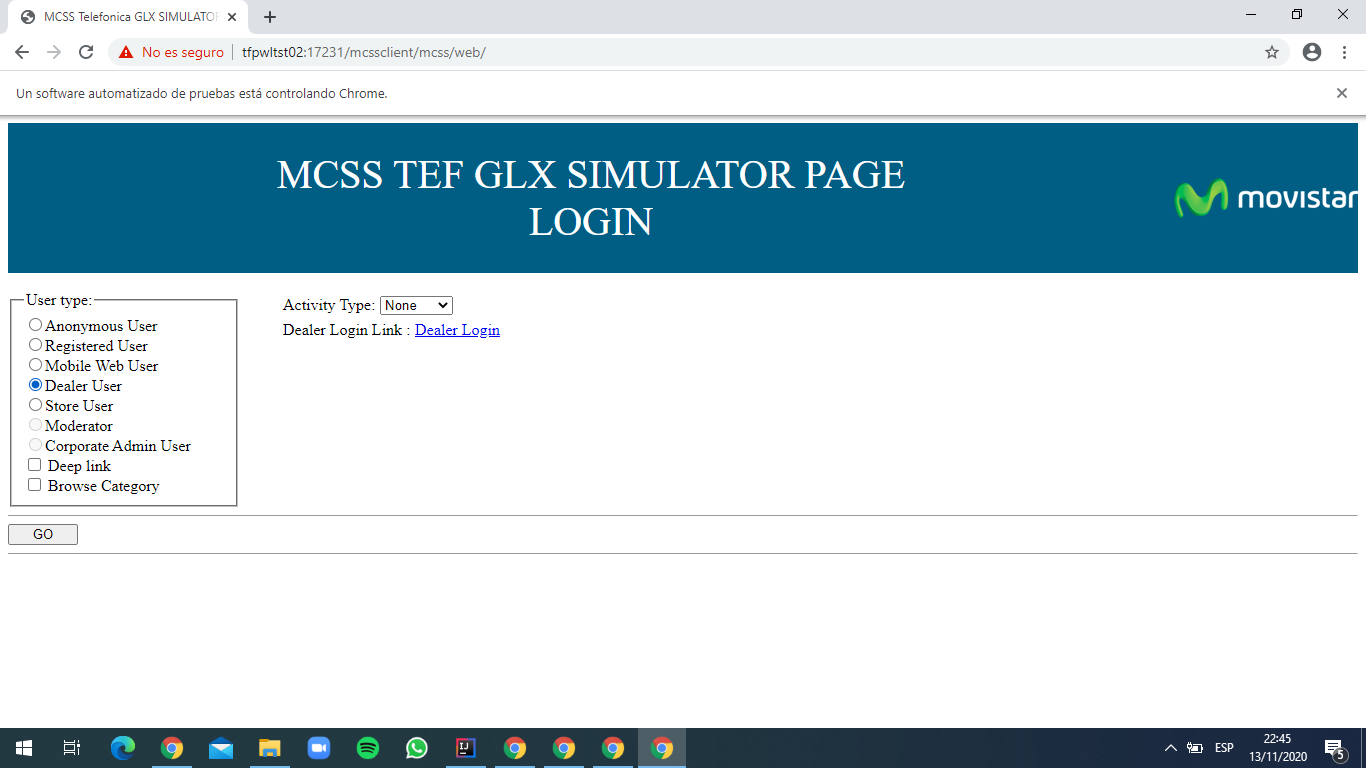 MCSS Telefonica GLX SIMULATOR
No es seguro
tfpwltst02:17231/mcssclient/mcss/web/
Un software automatizado de pruebas está controlando Chrome.
MCSS TEF GLX SIMULATOR PAGE
LOGIN
movistar
User type:
Anonymous User
Registered User
Mobile Web User
Dealer User
Store User
Moderator
Corporate Admin User
Deep link
Browse Category
Activity Type: None
Dealer Login Link : Dealer Login
GO
IJ
ESP
22:45
13/11/2020
5